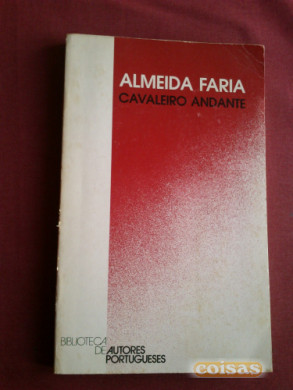 ALMEIDA FARIA
CAVALEIRO ANDANTE
BIBLIOTECA
DE AUTORES
PORTUGUESES
coisas